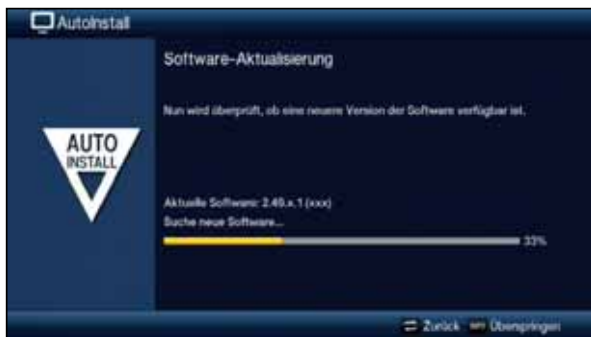 AutoInstall
Software-Aktualisierung
Nun wird überprüft, ob eine neuere Version der Software verfügbar ist.
AUTO
INSTALL
Aktuelle Software: 2.49.x.1 (xxx)
Suche neue Software...
33%
Zurück Überspringen